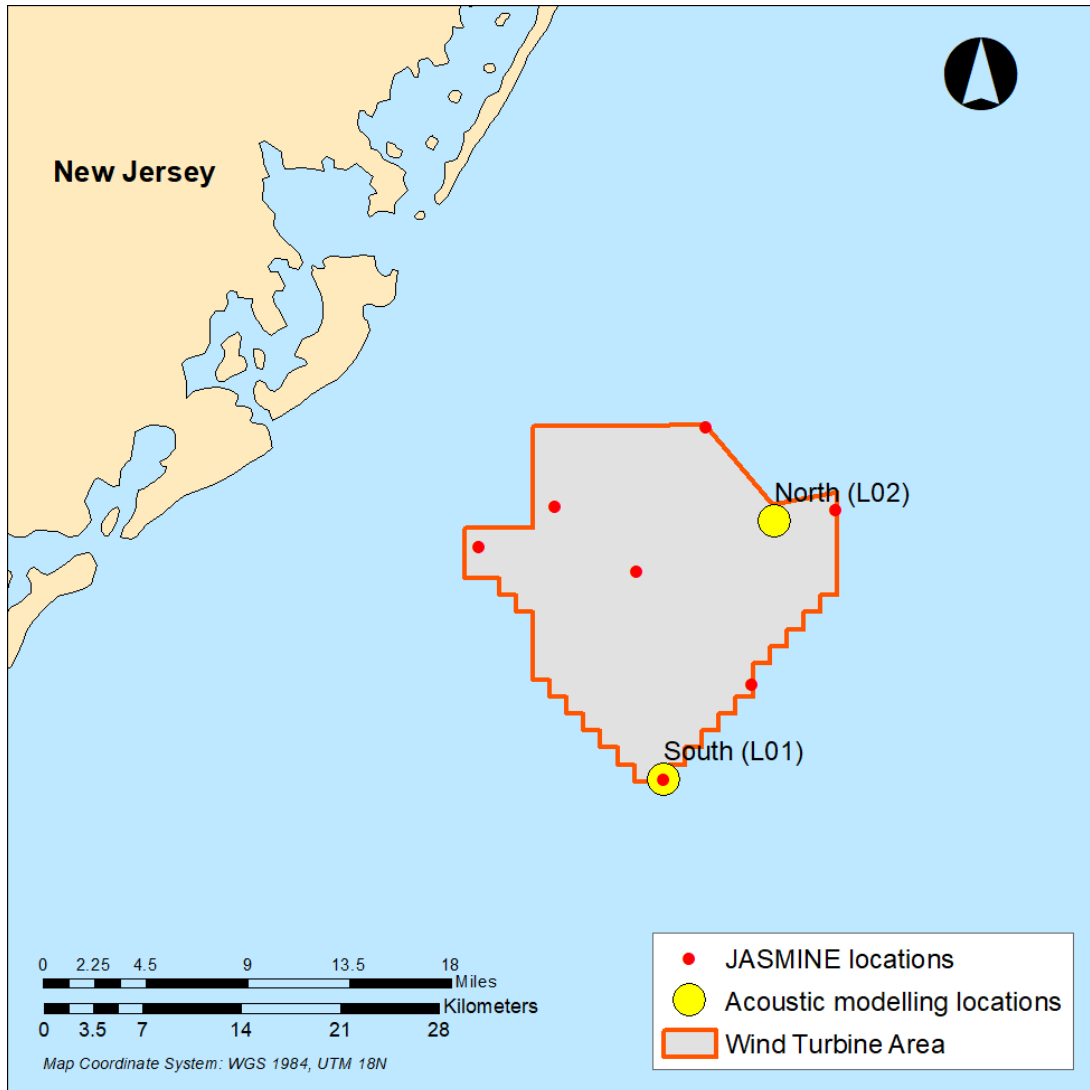 New Jersey
North (L02)
South (L01)
0 2.25 4.5 9 13.5 18
Miles
Kilometers
0 3.5 7 14 21 28
Map Coordinate System: WGS 1984, UTM 18N
JASMINE locations
Acoustic modelling locations
Wind Turbine Area